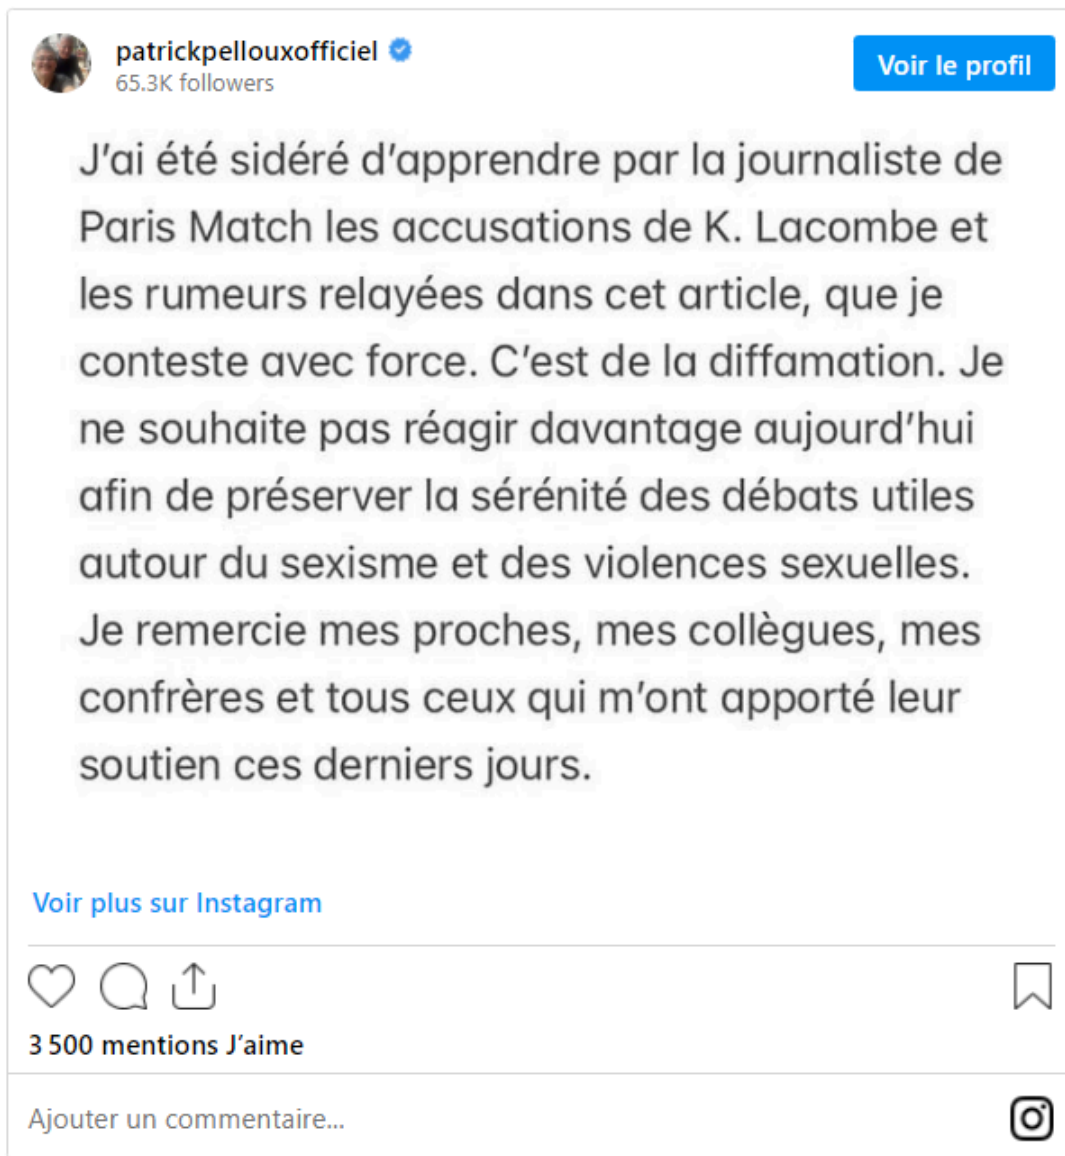 patrickpellouxofficiel
65.3K followers
Voir le profil
J’ai été sidéré d’apprendre par la journaliste de
Paris Match les accusations de K. Lacombe et
les rumeurs relayées dans cet article, que je
conteste avec force. C’est de la diffamation. Je
ne souhaite pas réagir davantage aujourd’hui
afin de préserver la sérénité des débats utiles
autour du sexisme et des violences sexuelles.
Je remercie mes proches, mes collègues, mes
confrères et tous ceux qui m’ont apporté leur
soutien ces derniers jours.
Voir plus sur Instagram
3 500 mentions J’aime
Ajouter un commentaire...